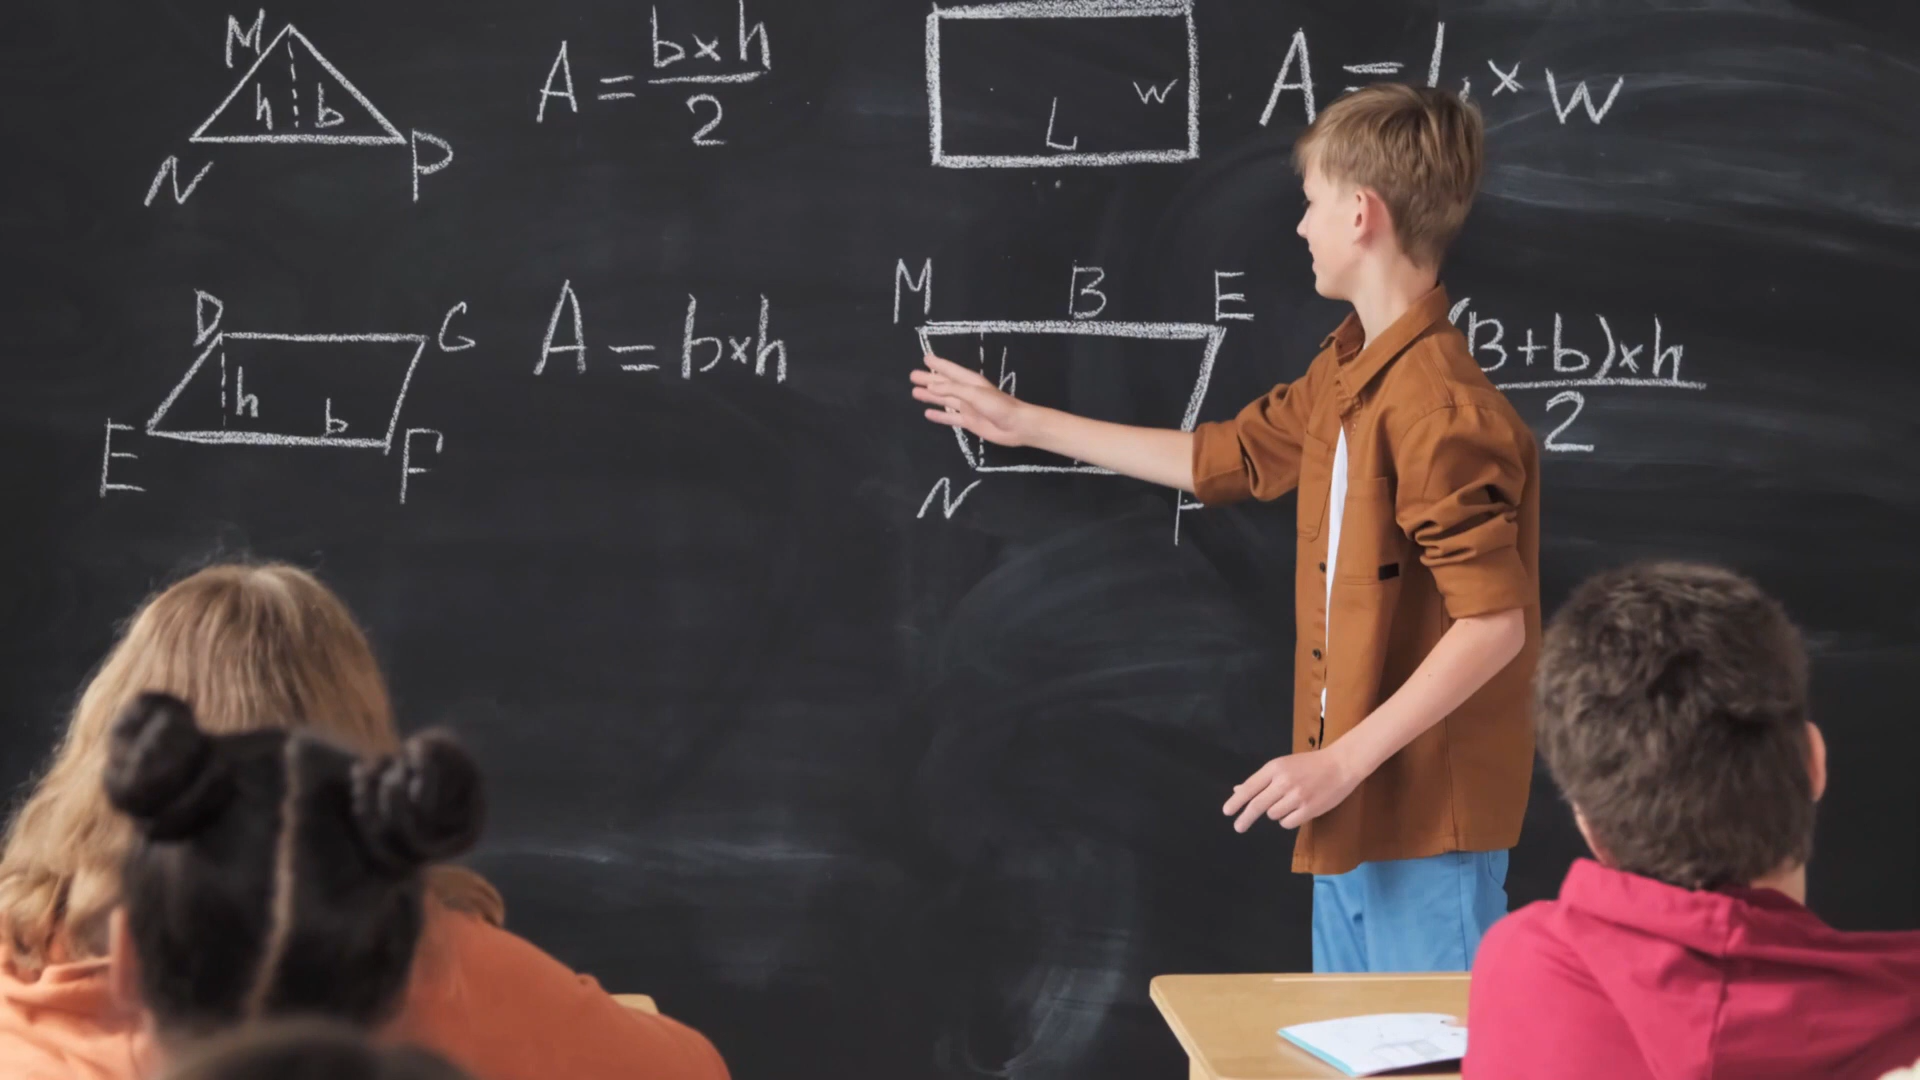 M
h b
N P
A = b×h
2
w
L
A = L × w
D G
h b
E F
A = b×h
M B E
h
N F
(B+b)×h
2